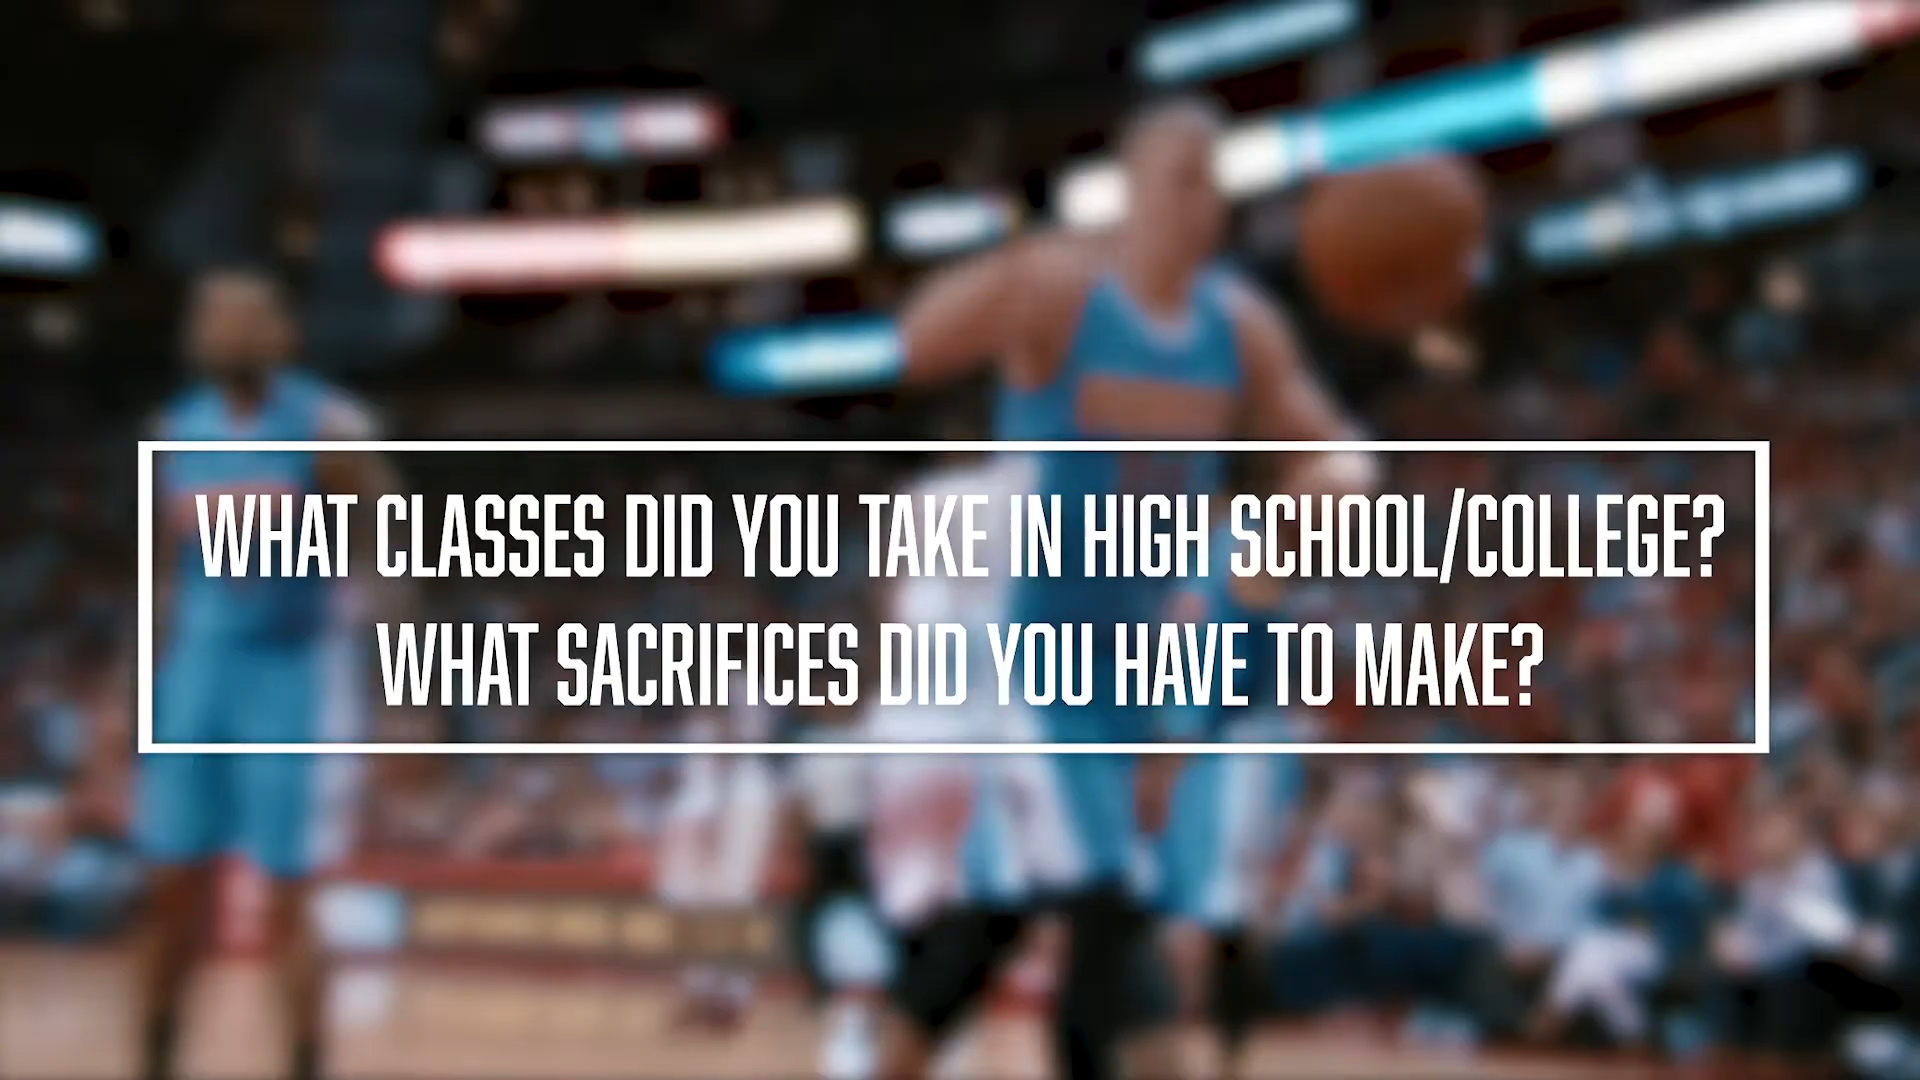 WHAT CLASSES DID YOU TAKE IN HIGH SCHOOL/COLLEGE?
WHAT SACRIFICES DID YOU HAVE TO MAKE?